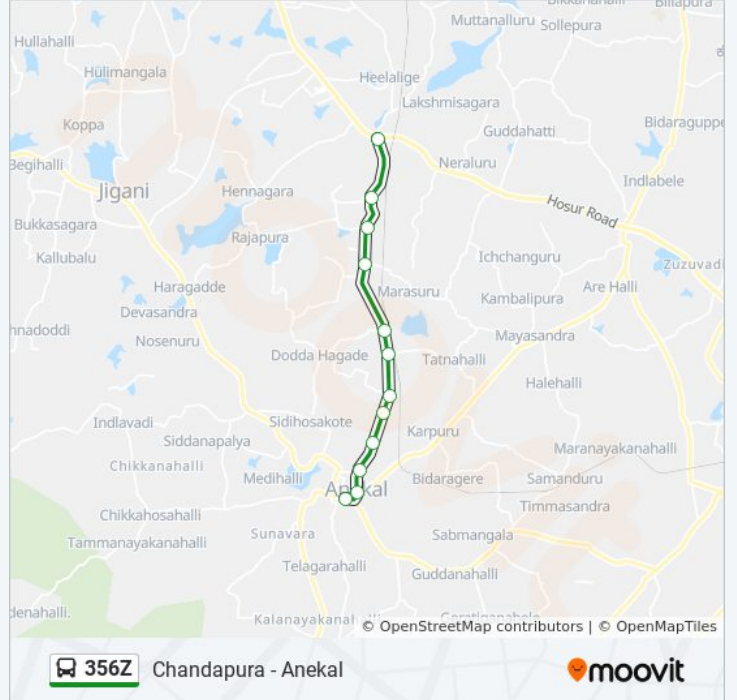 Muttanalluru
Sollepura
Hullahalli
Hulimangala
Heelalige
Lakshmisagara
Koppa
Guddahatti
Bidaraguppe
Begihalli
Neraluru
Jigani
Hennagara
Indlabele
Hosur Road
Bukkasagara
Rajapura
Kallubalu
Ichchanguru
Zuzuvadi
Haragadde
Marasuru
Kambalipura
Are Halli
Devasandra
hnadoddi
Nosenuru
Mayasandra
Dodda Hagade
Tatnahalli
Halehalli
Indlavadi
Sidihosakote
Karpuru
Siddanapalya
Maranayakanahalli
Chikkanahalli
Medihalli
Bidaragere
Samanduru
Anekal
Timmasandra
Chikkahosahalli
Sunavara
Sabmangala
Tammanayakanahalli
Telagarahalli
Guddanahalli
denahalli.
© OpenStreetMap contributors | © OpenMapTiles
356Z Chandapura - Anekal
moovit